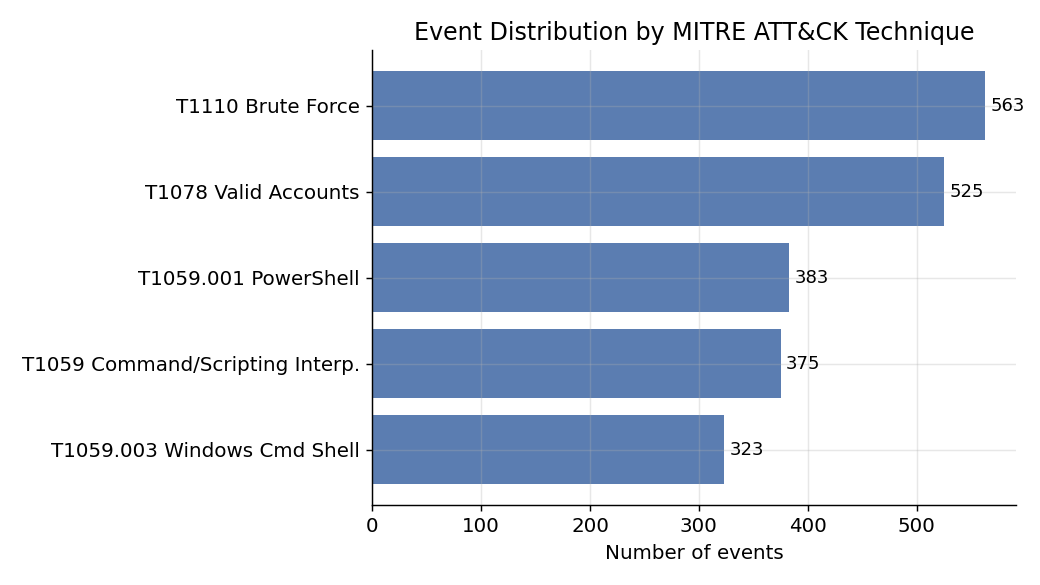 Event Distribution by MITRE ATT&CK Technique
T1110 Brute Force 563
T1078 Valid Accounts 525
T1059.001 PowerShell 383
T1059 Command/Scripting Interp. 375
T1059.003 Windows Cmd Shell 323
0 100 200 300 400 500
Number of events